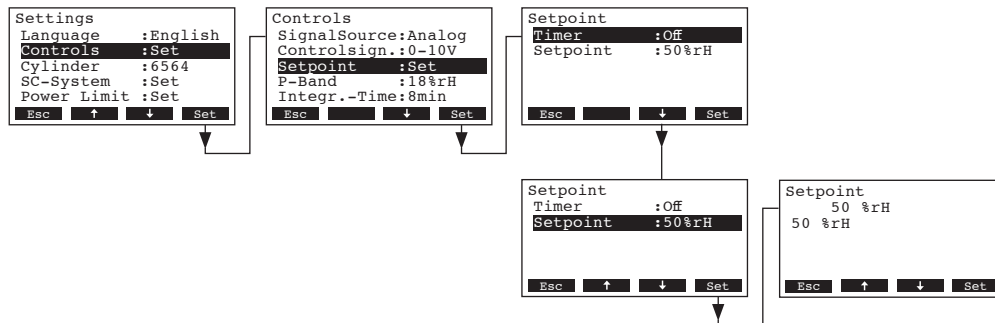 Settings
Language :English
Controls :Set
Cylinder :6564
SC-System :Set
Power Limit :Set
Esc ↑ ↓ Set
Controls
SignalSource:Analog
Controlsign.:0-10V
Setpoint :Set
P-Band :18%rH
Integr.-Time:8min
Esc ↓ Set
Setpoint
Timer :Off
Setpoint :50%rH
Esc ↓ Set
Setpoint
Timer :Off
Setpoint :50%rH
Esc ↑ ↓ Set
Setpoint
50 %rH
50 %rH
Esc ↑ ↓ Set